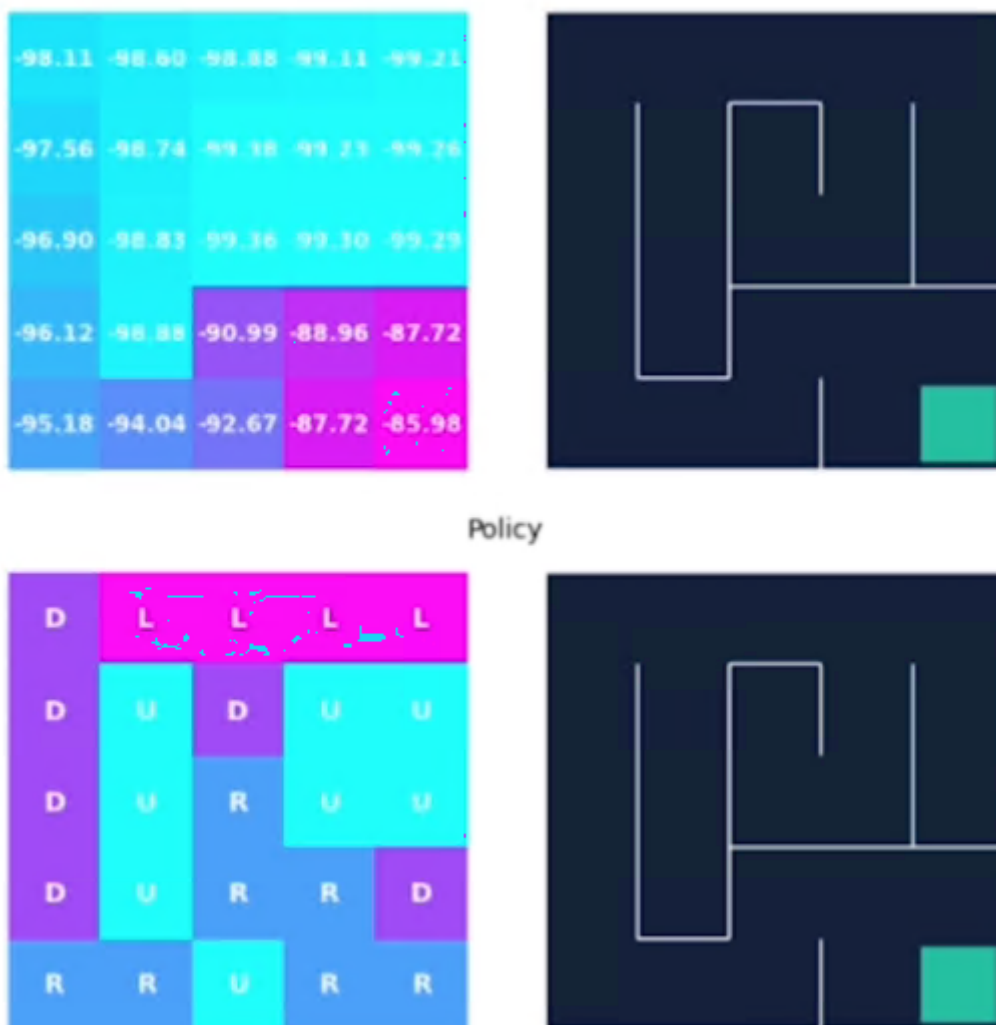 -98.11 -98.60 -98.88 -99.11 -99.21
-97.56 -98.74 -99.38 -99.23 -99.26
-96.90 -98.83 -99.36 -99.30 -99.29
-96.12 -98.88 -90.99 -88.96 -87.72
-95.18 -94.04 -92.67 -87.72 -85.98
Policy
D L L L L
D U D U U
D U R U U
D U R R D
R R U R R